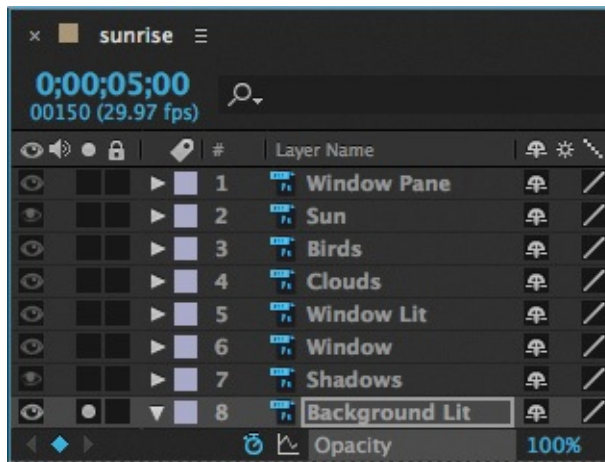 × sunrise
0;00;05;00
00150 (29.97 fps)
# Layer Name
1 Window Pane
2 Sun
3 Birds
4 Clouds
5 Window Lit
6 Window
7 Shadows
8 Background Lit
Opacity 100%